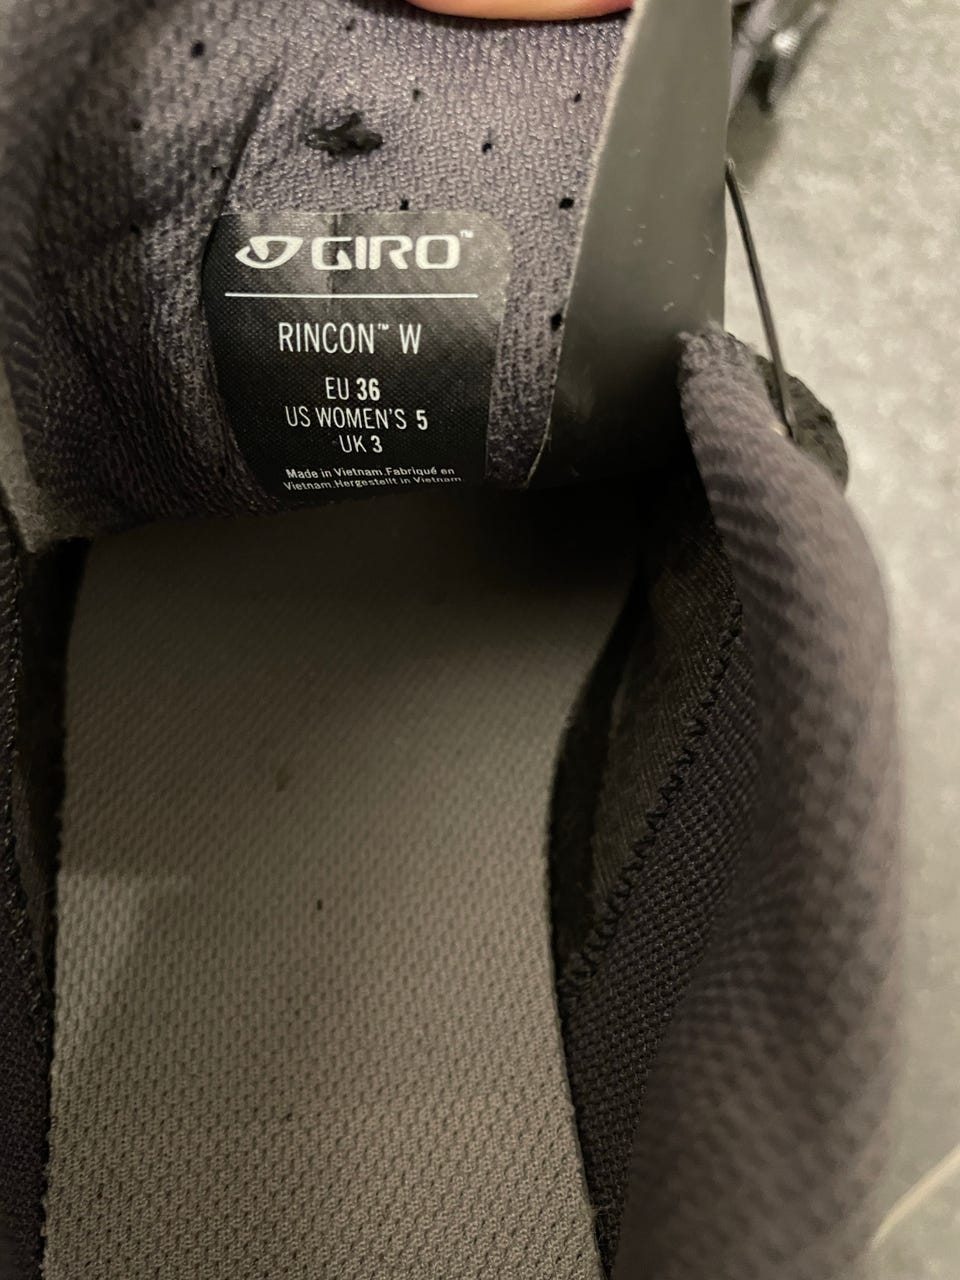 GIRO™
RINCON™ W
EU 36
US WOMEN'S 5
UK 3
Made in Vietnam.Fabriqué en
Vietnam.Hergestellt in Vietnam